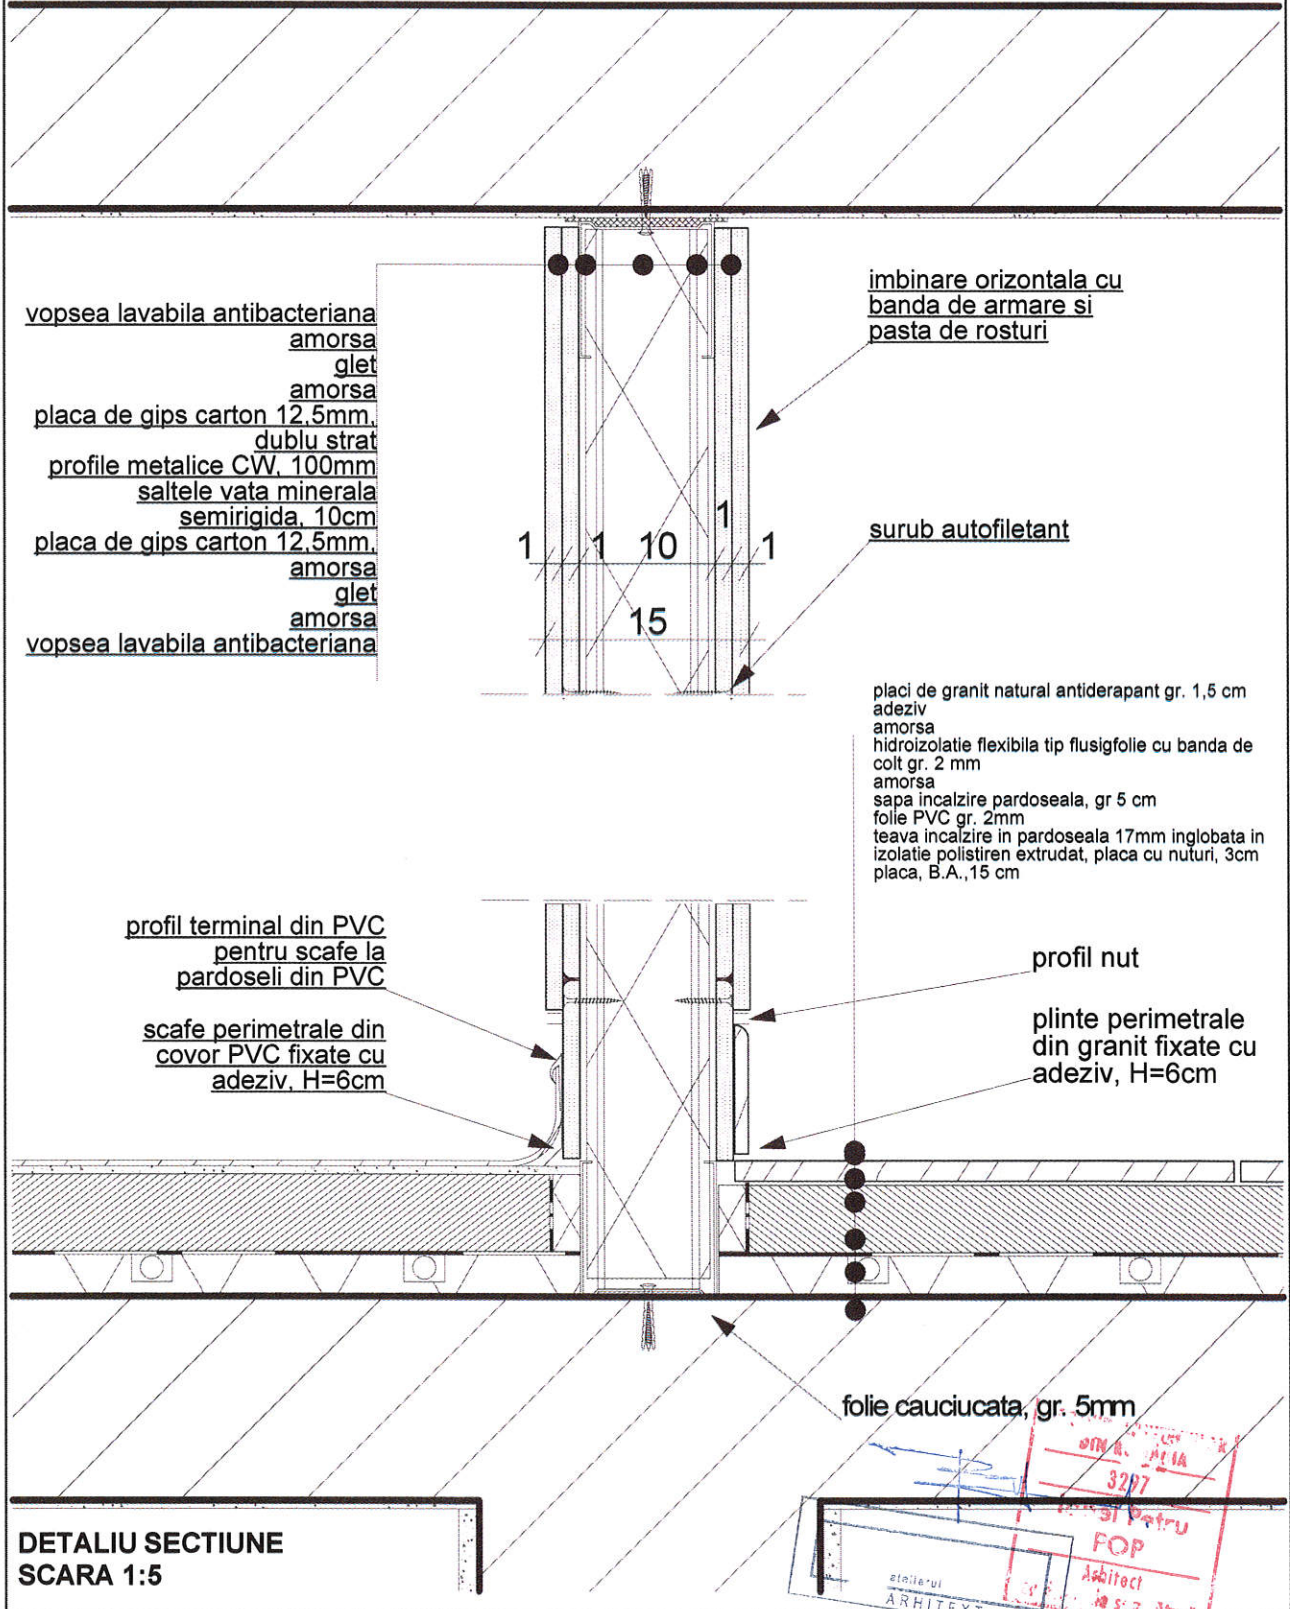 vopsea lavabila antibacteriana
amorsa
glet
amorsa
placa de gips carton 12,5mm,
dublu strat
profile metalice CW, 100mm
saltele vata minerala
semirigida, 10cm
placa de gips carton 12,5mm,
amorsa
glet
amorsa
vopsea lavabila antibacteriana
imbinare orizontala cu
banda de armare si
pasta de rosturi
1 1 10 1 1
15
surub autofiletant
placi de granit natural antiderapant gr. 1,5 cm
adeziv
amorsa
hidroizolatie flexibila tip flusigfolie cu banda de
colt gr. 2 mm
amorsa
sapa incalzire pardoseala, gr 5 cm
folie PVC gr. 2mm
teava incalzire in pardoseala 17mm inglobata in
izolatie polistiren extrudat, placa cu nuturi, 3cm
placa, B.A.,15 cm
profil terminal din PVC
pentru scafe la
pardoseli din PVC
scafe perimetrale din
covor PVC fixate cu
adeziv, H=6cm
profil nut
plinte perimetrale
din granit fixate cu
adeziv, H=6cm
folie cauciucata, gr. 5mm
DETALIU SECTIUNE
SCARA 1:5
DIN
3297
Petru
FOP
Arhitect
atelierul
ARHITEXT